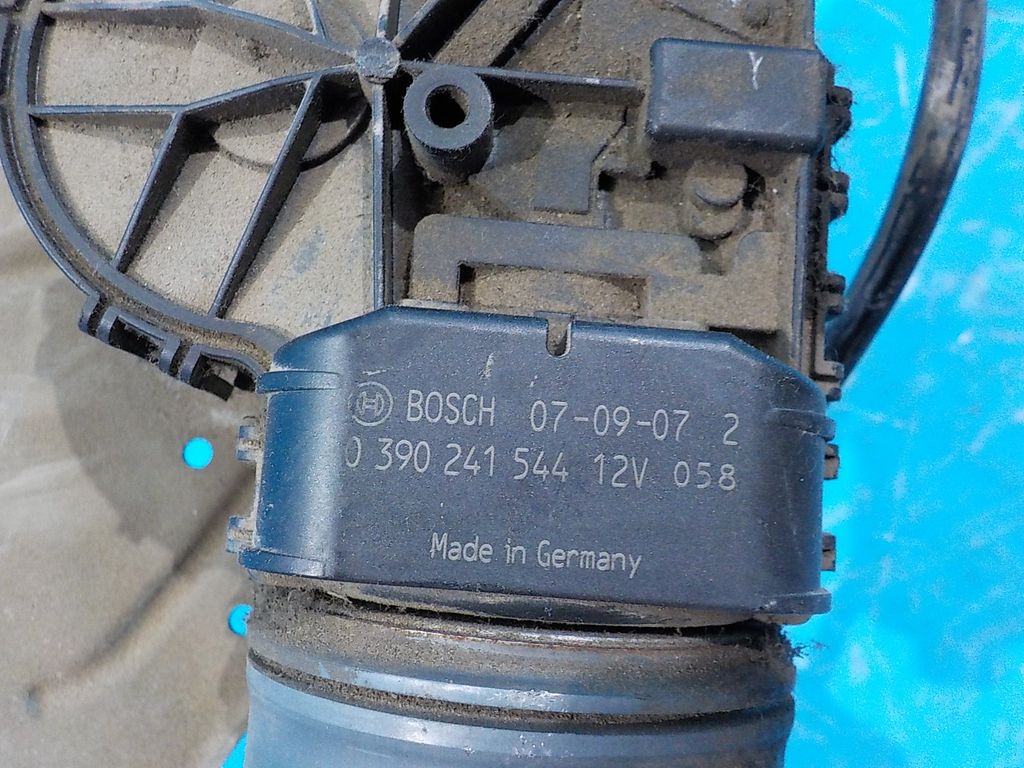 Y
BOSCH 07-09-07 2
0 390 241 544 12V 058
Made in Germany